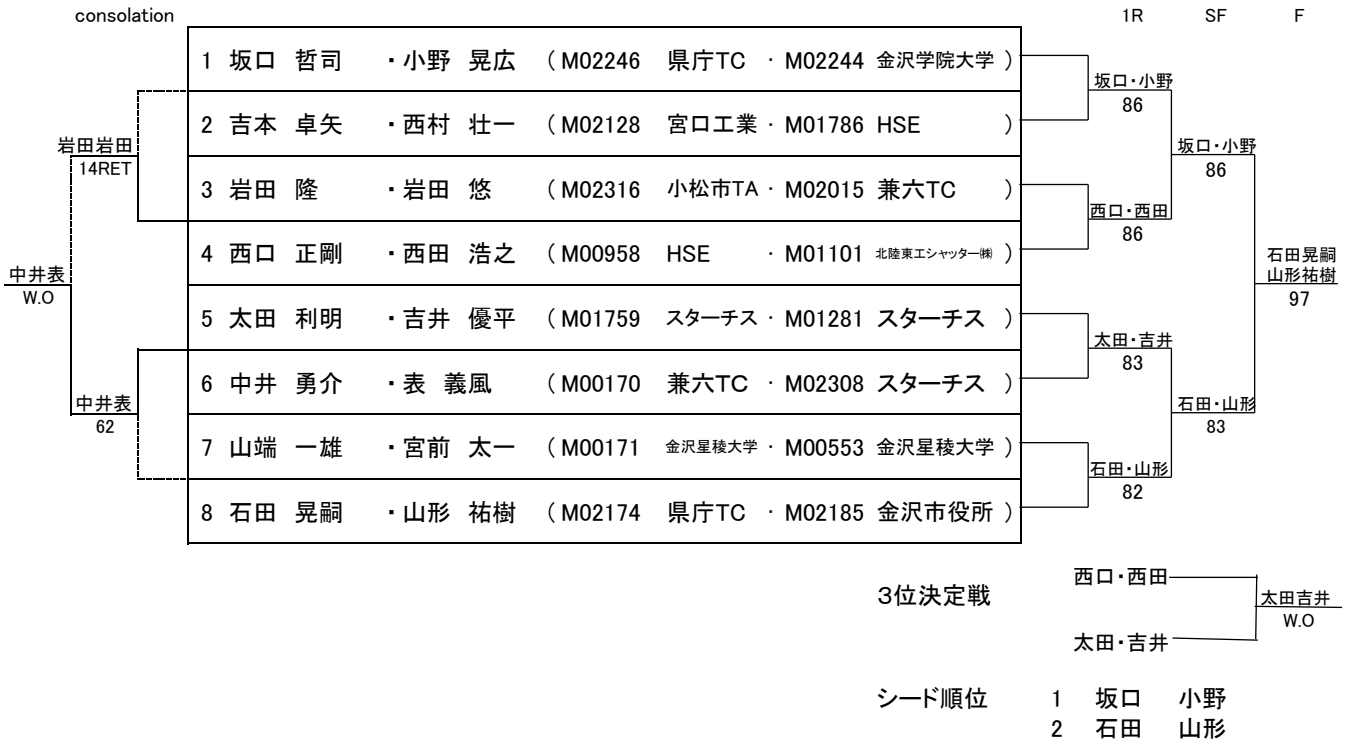 consolation 1R SF F
1 坂口 哲司 ・小野 晃広 ( M02246 県庁TC ・ M02244 金沢学院大学 )
坂口・小野
86
2 吉本 卓矢 ・西村 壮一 ( M02128 宮口工業 ・ M01786 HSE )
岩田岩田
14RET
坂口・小野
86
3 岩田 隆 ・岩田 悠 ( M02316 小松市TA ・ M02015 兼六TC )
西口・西田
86
4 西口 正剛 ・西田 浩之 ( M00958 HSE ・ M01101 北陸東エシャッター㈱ )
中井表
W.O
石田晃嗣
山形祐樹
97
5 太田 利明 ・吉井 優平 ( M01759 スターチス ・ M01281 スターチス )
太田・吉井
83
6 中井 勇介 ・表 義風 ( M00170 兼六TC ・ M02308 スターチス )
中井表
62
石田・山形
83
7 山端 一雄 ・宮前 太一 ( M00171 金沢星稜大学 ・ M00553 金沢星稜大学 )
石田・山形
82
8 石田 晃嗣 ・山形 祐樹 ( M02174 県庁TC ・ M02185 金沢市役所 )
3位決定戦
西口・西田
太田吉井
W.O
太田・吉井
シード順位 1 坂口 小野
2 石田 山形